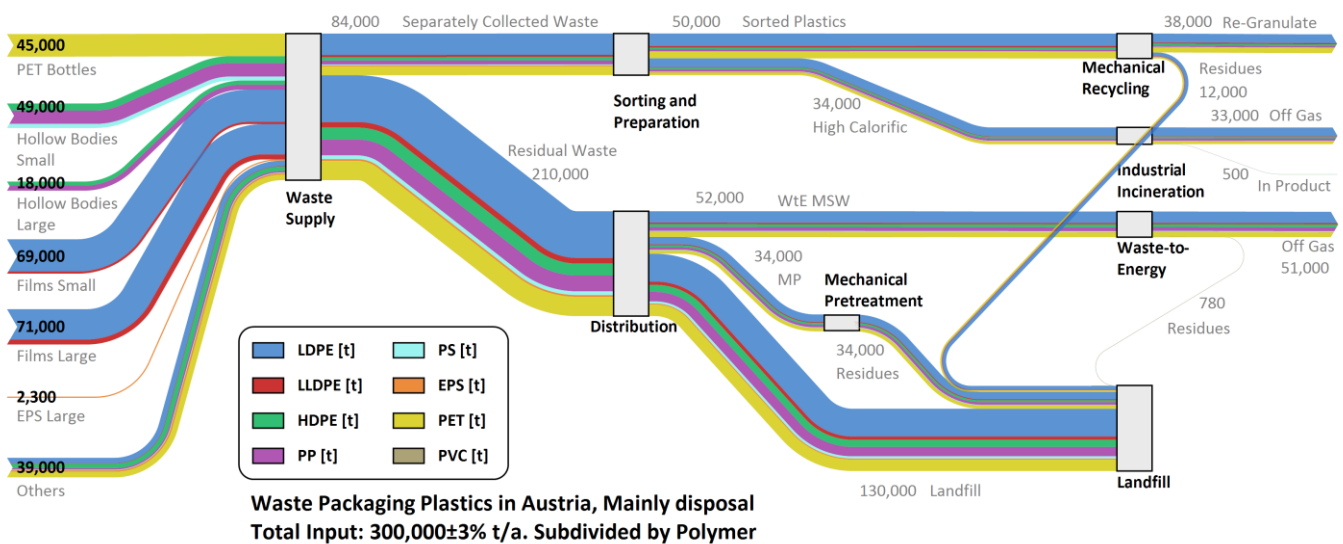 84,000 Separately Collected Waste
50,000 Sorted Plastics
38,000 Re-Granulate
45,000
PET Bottles
49,000
Hollow Bodies
Small
18,000
Hollow Bodies
Large
69,000
Films Small
71,000
Films Large
2,300
EPS Large
39,000
Others
Waste
Supply
Sorting and
Preparation
Mechanical
Recycling
Residues
12,000
34,000
High Calorific
33,000 Off Gas
Industrial
Incineration
500 In Product
Residual Waste
210,000
52,000 WtE MSW
Waste-to-
Energy
Off Gas
51,000
34,000
MP
Mechanical
Pretreatment
Distribution
780
Residues
34,000
Residues
130,000 Landfill
Landfill
LDPE [t]
LLDPE [t]
HDPE [t]
PP [t]
PS [t]
EPS [t]
PET [t]
PVC [t]
Waste Packaging Plastics in Austria, Mainly disposal
Total Input: 300,000±3% t/a. Subdivided by Polymer